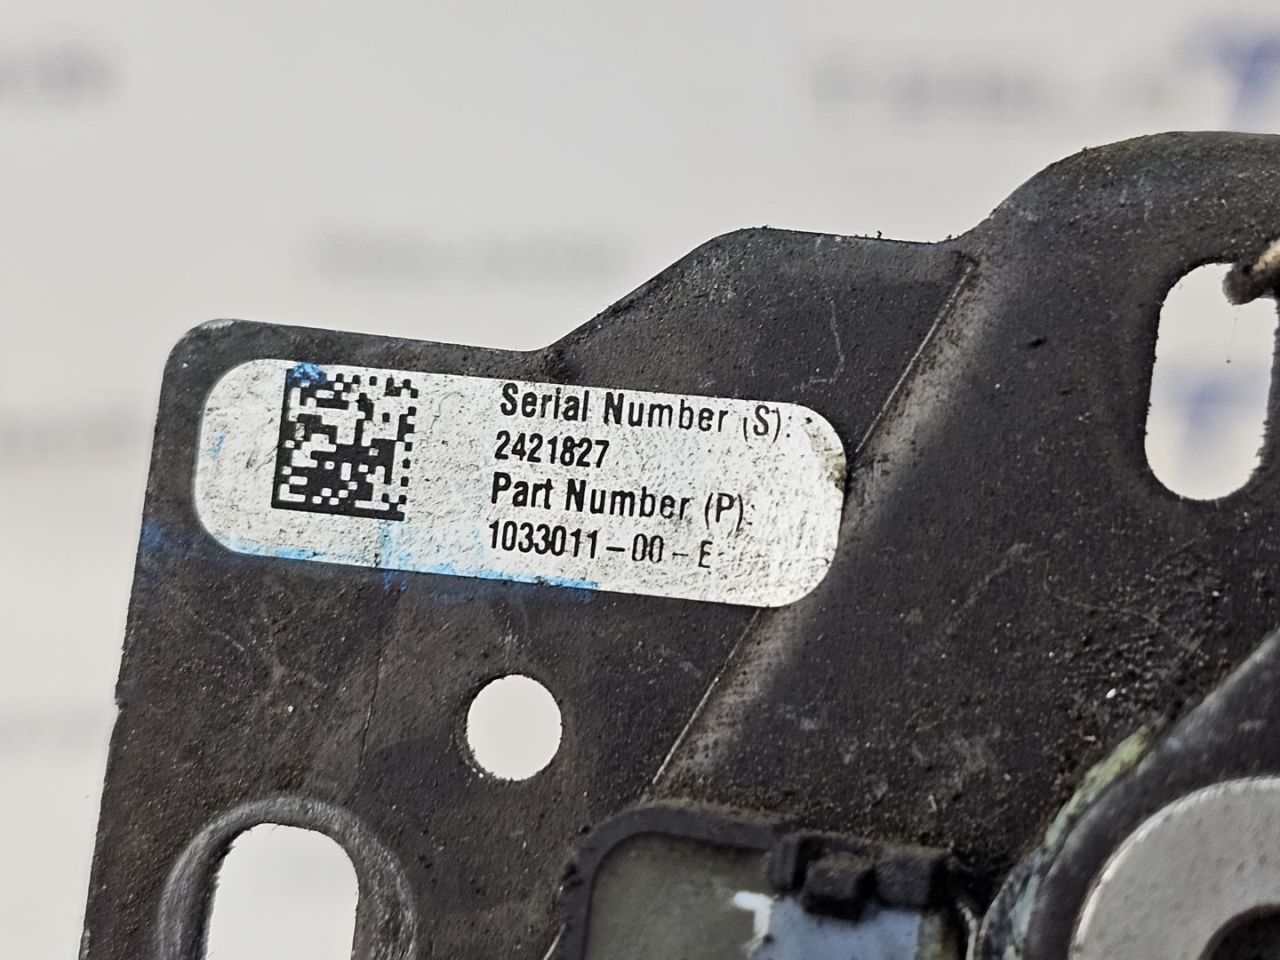 Serial Number (S):
2421827
Part Number (P):
1033011-00-E